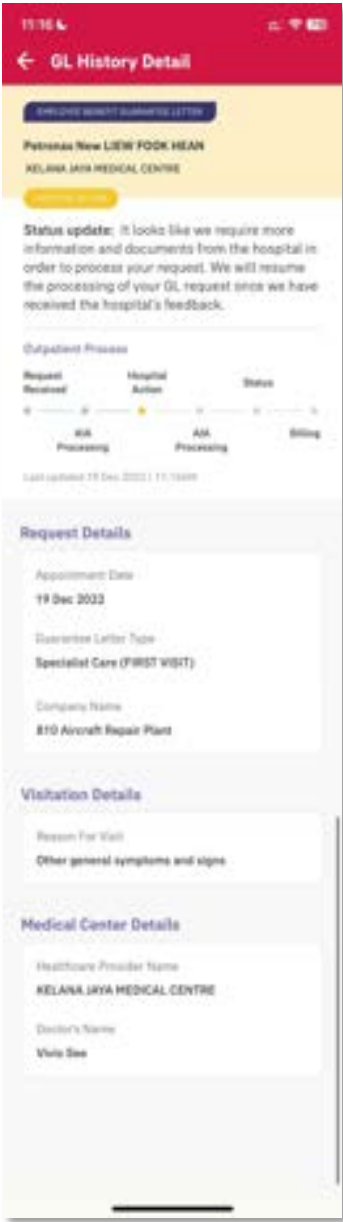 11:16
GL History Detail
EMPLOYEE BENEFIT GUARANTEE LETTER
Petronas New LIEW FOOK HEAN
KELANA JAYA MEDICAL CENTRE
Status update: It looks like we require more
information and documents from the hospital in
order to process your request. We will resume
the processing of your GL request once we have
received the hospital's feedback.
Outpatient Process
Request Received
Hospital Action
Status
AIA Processing
AIA Processing
Billing
Last updated 19 Dec 2022 |
Request Details
Appointment Date
19 Dec 2022
Guarantee Letter Type
Specialist Care (FIRST VISIT)
Company Name
810 Aircraft Repair Plant
Visitation Details
Reason For Visit
Other general symptoms and signs
Medical Center Details
Healthcare Provider Name
KELANA JAYA MEDICAL CENTRE
Doctor's Name
See